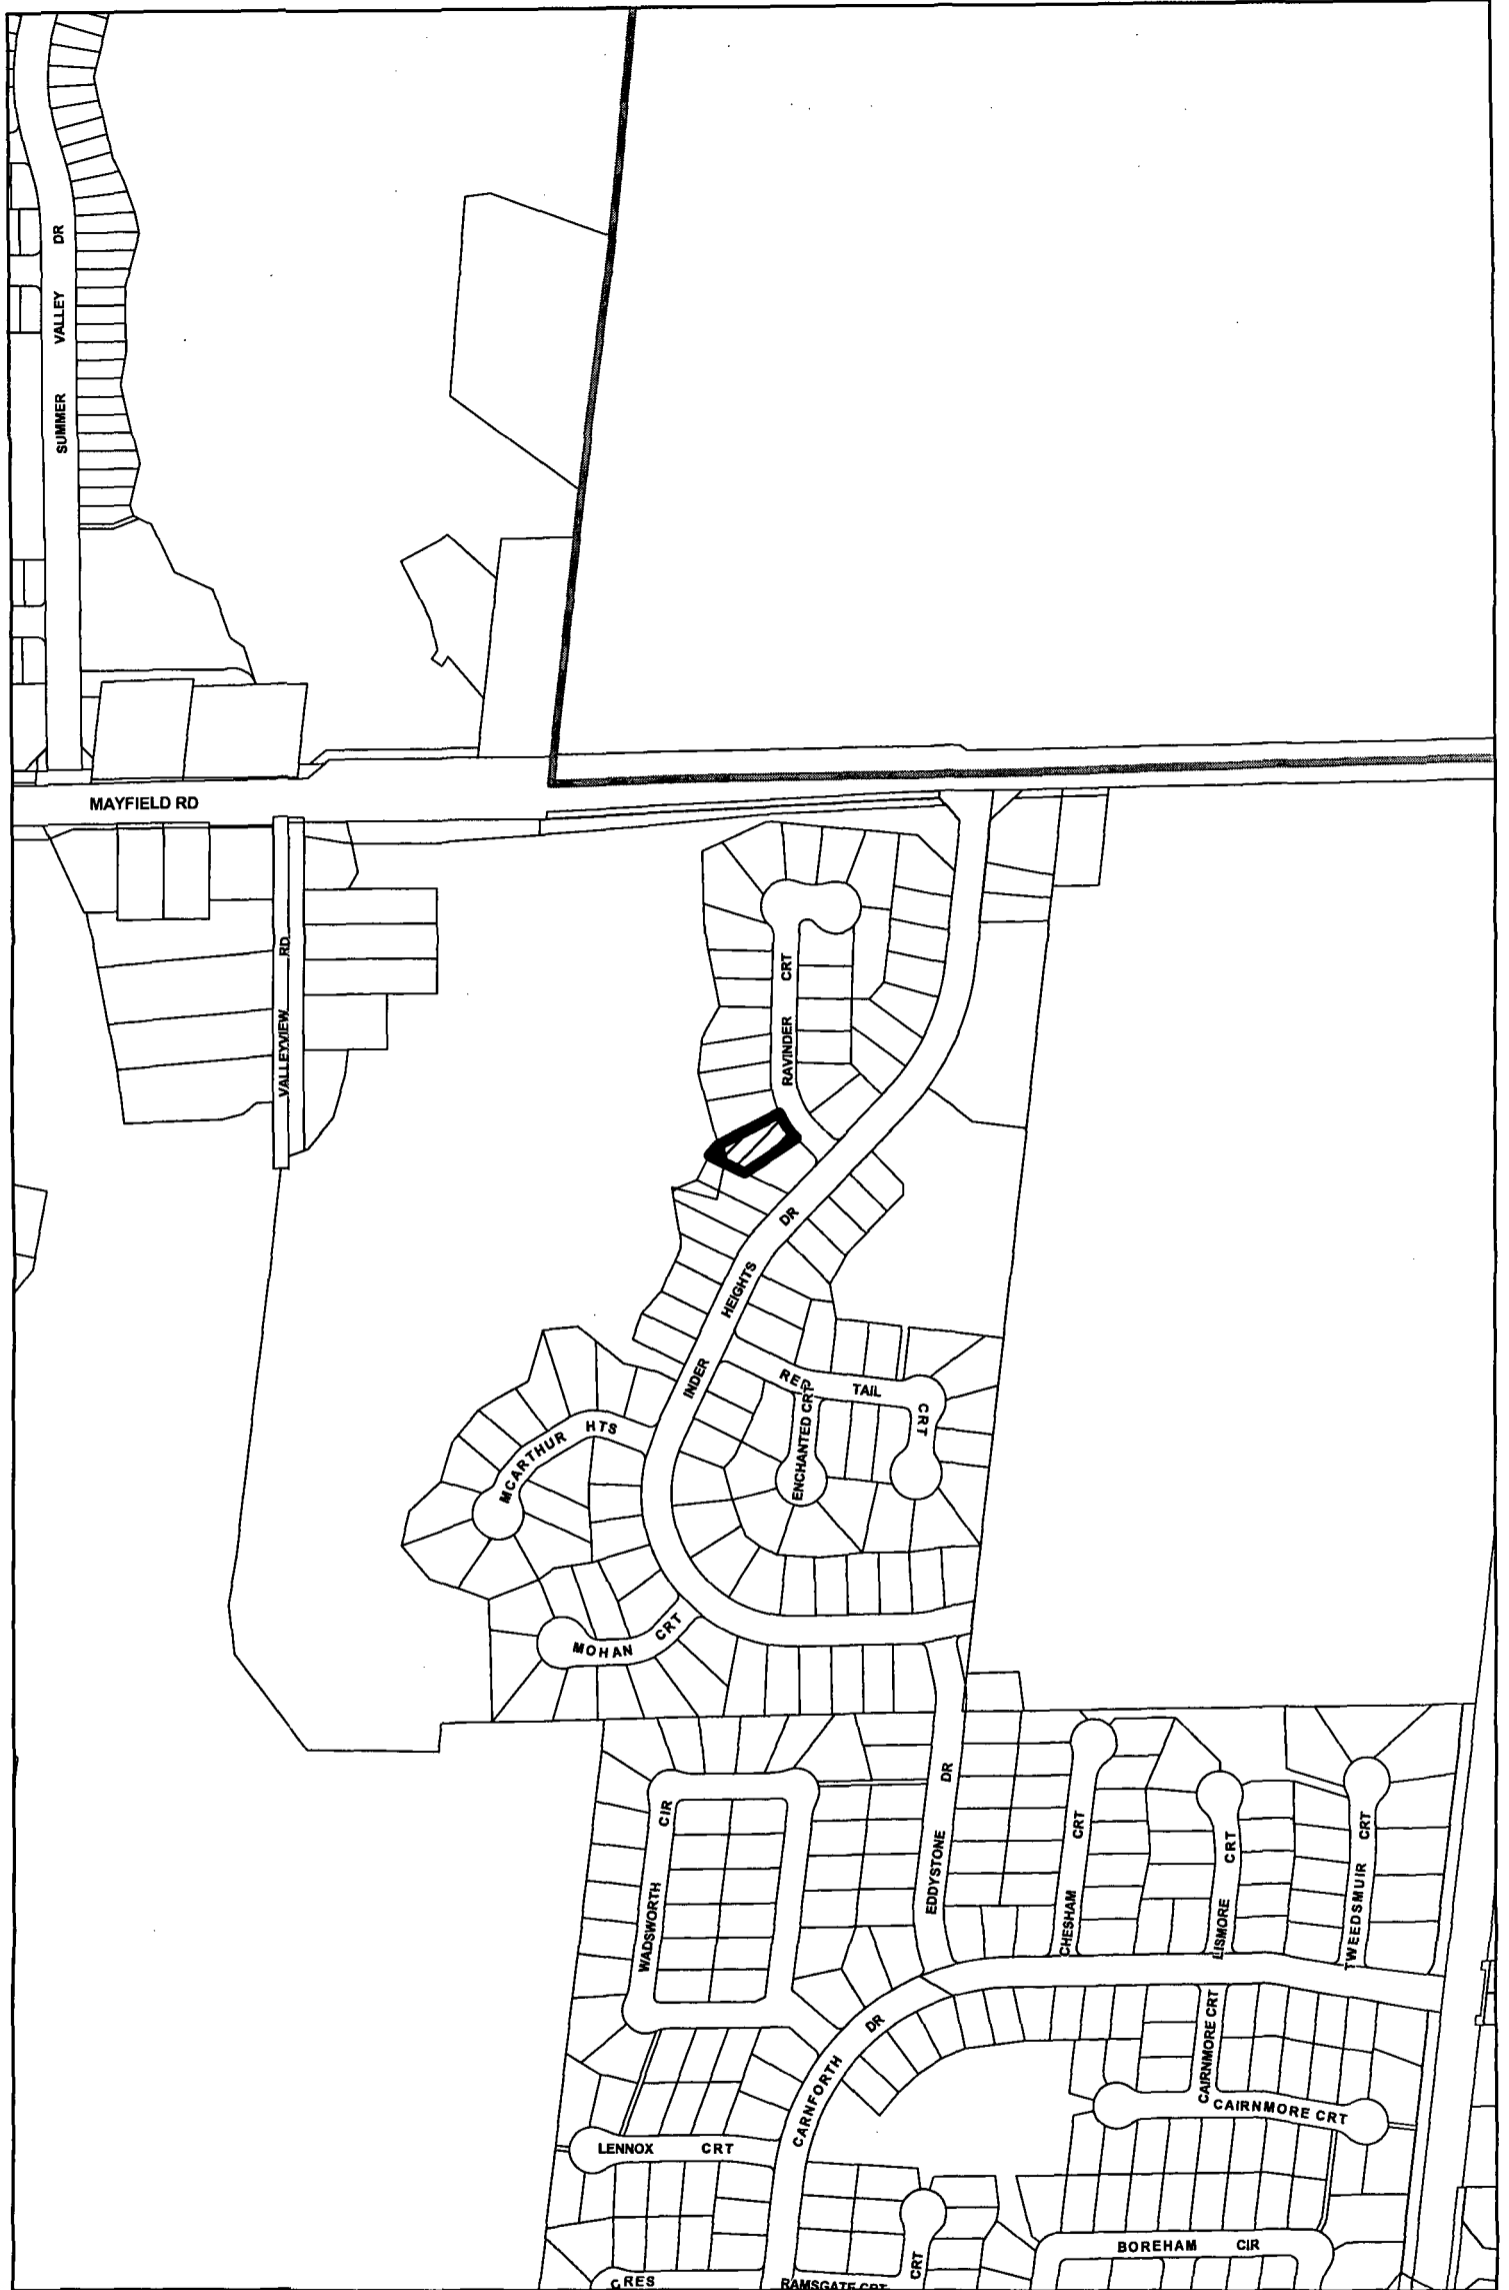 SUMMER VALLEY DR
MAYFIELD RD
VALLEYVIEW RD
RAVINDER CRT
INDER HEIGHTS DR
RED TAIL CRT
ENCHANTED CRT
MCARTHUR HTS
MOHAN CRT
EDDYSTONE DR
WADSWORTH CIR
CHESHAM CRT
LISMORE CRT
TWEEDSMUIR CRT
CARNFORTH DR
CAIRNMORE CRT
CAIRNMORE CRT
LENNOX CRT
BOREHAM CIR
CRT
CRES
RAMSGATE CRT